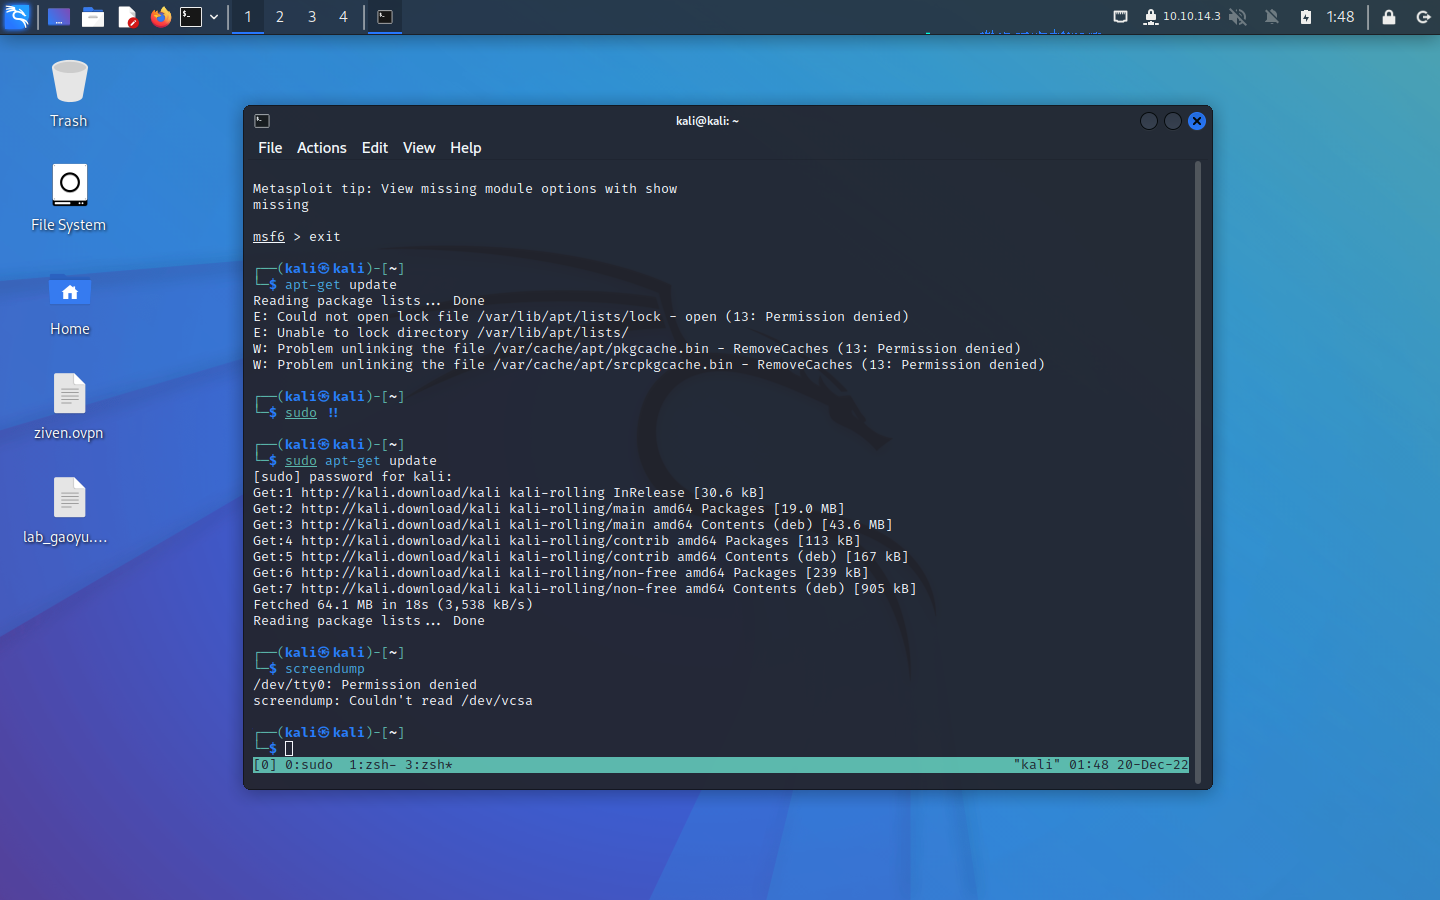 1 2 3 4 10.10.14.3 1:48
Trash
File System
Home
ziven.ovpn
lab_gaoyu....
kali@kali: ~
File Actions Edit View Help
Metasploit tip: View missing module options with show
missing
msf6 > exit
┌──(kali㉿kali)-[~]
└─$ apt-get update
Reading package lists... Done
E: Could not open lock file /var/lib/apt/lists/lock - open (13: Permission denied)
E: Unable to lock directory /var/lib/apt/lists/
W: Problem unlinking the file /var/cache/apt/pkgcache.bin - RemoveCaches (13: Permission denied)
W: Problem unlinking the file /var/cache/apt/srcpkgcache.bin - RemoveCaches (13: Permission denied)
┌──(kali㉿kali)-[~]
└─$ sudo !!
┌──(kali㉿kali)-[~]
└─$ sudo apt-get update
[sudo] password for kali:
Get:1 http://kali.download/kali kali-rolling InRelease [30.6 kB]
Get:2 http://kali.download/kali kali-rolling/main amd64 Packages [19.0 MB]
Get:3 http://kali.download/kali kali-rolling/main amd64 Contents (deb) [43.6 MB]
Get:4 http://kali.download/kali kali-rolling/contrib amd64 Packages [113 kB]
Get:5 http://kali.download/kali kali-rolling/contrib amd64 Contents (deb) [167 kB]
Get:6 http://kali.download/kali kali-rolling/non-free amd64 Packages [239 kB]
Get:7 http://kali.download/kali kali-rolling/non-free amd64 Contents (deb) [905 kB]
Fetched 64.1 MB in 18s (3,538 kB/s)
Reading package lists... Done
┌──(kali㉿kali)-[~]
└─$ screendump
/dev/tty0: Permission denied
screendump: Couldn't read /dev/vcsa
┌──(kali㉿kali)-[~]
└─$
[0] 0:sudo 1:zsh- 3:zsh* "kali" 01:48 20-Dec-22